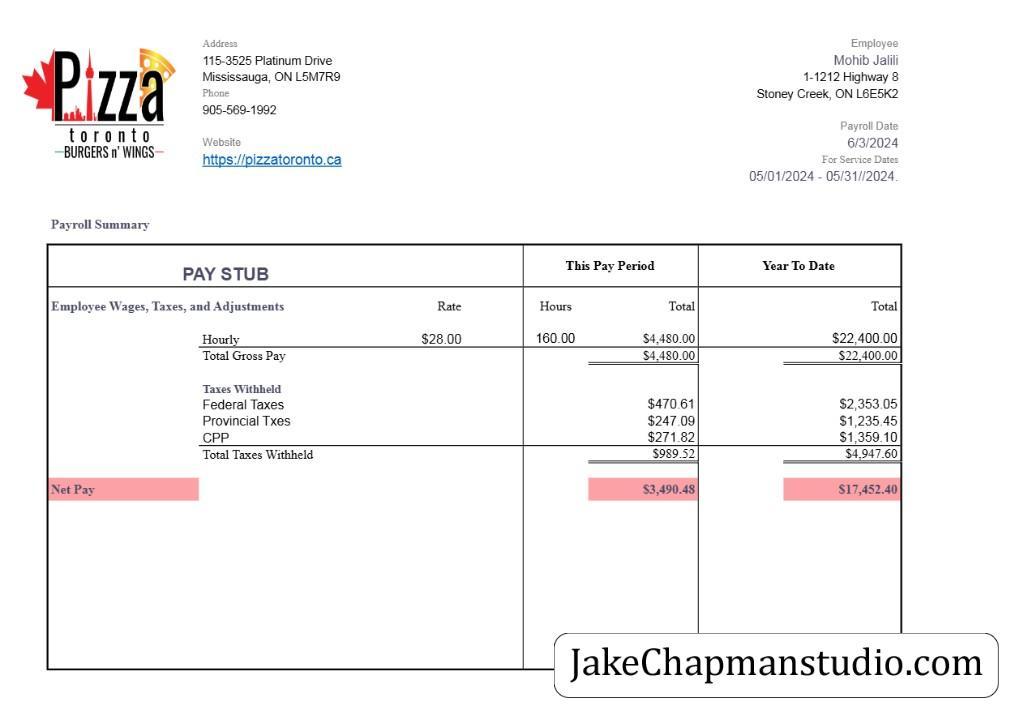 Pizza
toronto
BURGERS n' WINGS
Address
115-3525 Platinum Drive
Mississauga, ON L5M7R9
Phone
905-569-1992
Website
https://pizzatoronto.ca
Employee
Mohib Jalili
1-1212 Highway 8
Stoney Creek, ON L6E5K2
Payroll Date
6/3/2024
For Service Dates
05/01/2024 - 05/31//2024.
Payroll Summary
PAY STUB This Pay Period Year To Date
Employee Wages, Taxes, and Adjustments Rate Hours Total Total
Hourly $28.00 160.00 $4,480.00 $22,400.00
Total Gross Pay $4,480.00 $22,400.00
Taxes Withheld
Federal Taxes $470.61 $2,353.05
Provincial Txes $247.09 $1,235.45
CPP $271.82 $1,359.10
Total Taxes Withheld $989.52 $4,947.60
Net Pay $3,490.48 $17,452.40
JakeChapmanstudio.com